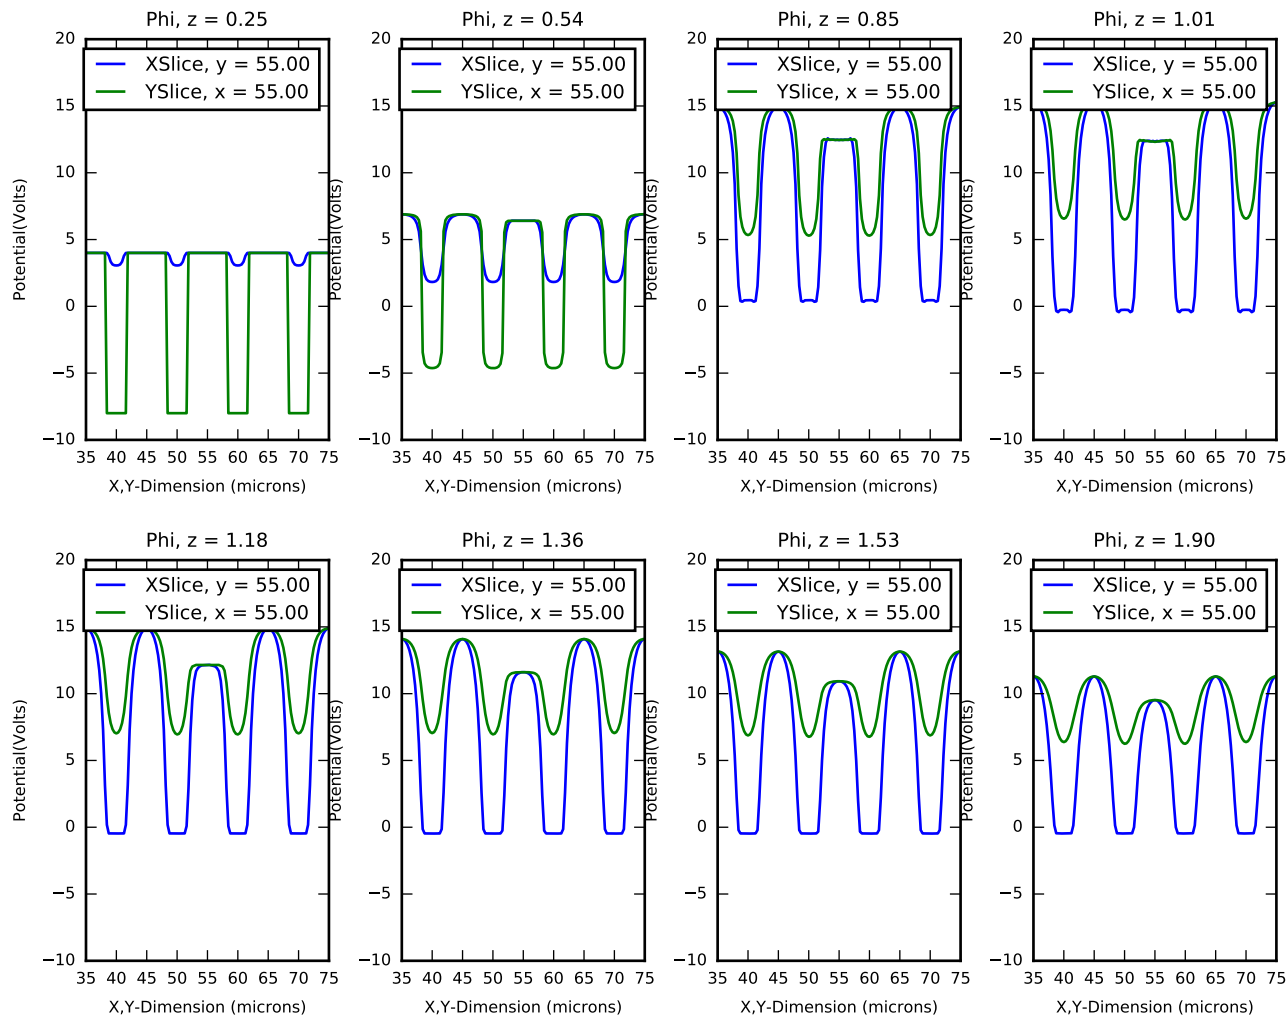 Phi, z = 0.25
20
15
10
5
0
−5
−10
Potential(Volts)
XSlice, y = 55.00
YSlice, x = 55.00
35 40 45 50 55 60 65 70 75
X,Y-Dimension (microns)
Phi, z = 0.54
20
15
10
5
0
−5
−10
Potential(Volts)
XSlice, y = 55.00
YSlice, x = 55.00
35 40 45 50 55 60 65 70 75
X,Y-Dimension (microns)
Phi, z = 0.85
20
15
10
5
0
−5
−10
Potential(Volts)
XSlice, y = 55.00
YSlice, x = 55.00
35 40 45 50 55 60 65 70 75
X,Y-Dimension (microns)
Phi, z = 1.01
20
15
10
5
0
−5
−10
Potential(Volts)
XSlice, y = 55.00
YSlice, x = 55.00
35 40 45 50 55 60 65 70 75
X,Y-Dimension (microns)
Phi, z = 1.18
20
15
10
5
0
−5
−10
Potential(Volts)
XSlice, y = 55.00
YSlice, x = 55.00
35 40 45 50 55 60 65 70 75
X,Y-Dimension (microns)
Phi, z = 1.36
20
15
10
5
0
−5
−10
Potential(Volts)
XSlice, y = 55.00
YSlice, x = 55.00
35 40 45 50 55 60 65 70 75
X,Y-Dimension (microns)
Phi, z = 1.53
20
15
10
5
0
−5
−10
Potential(Volts)
XSlice, y = 55.00
YSlice, x = 55.00
35 40 45 50 55 60 65 70 75
X,Y-Dimension (microns)
Phi, z = 1.90
20
15
10
5
0
−5
−10
Potential(Volts)
XSlice, y = 55.00
YSlice, x = 55.00
35 40 45 50 55 60 65 70 75
X,Y-Dimension (microns)